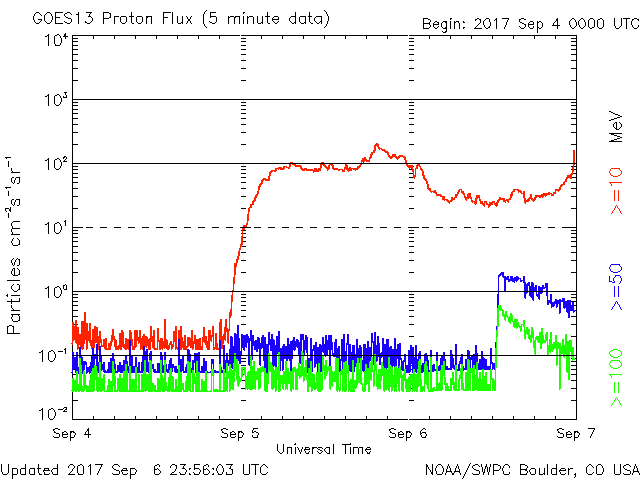 GOES13 Proton Flux (5 minute data)
Begin: 2017 Sep 4 0000 UTC
Particles cm⁻²s⁻¹sr⁻¹
10⁴
10³
10²
10¹
10⁰
10⁻¹
10⁻²
Sep 4
Sep 5
Sep 6
Sep 7
Universal Time
MeV
>=10
>=50
>=100
Updated 2017 Sep 6 23:56:03 UTC
NOAA/SWPC Boulder, CO USA